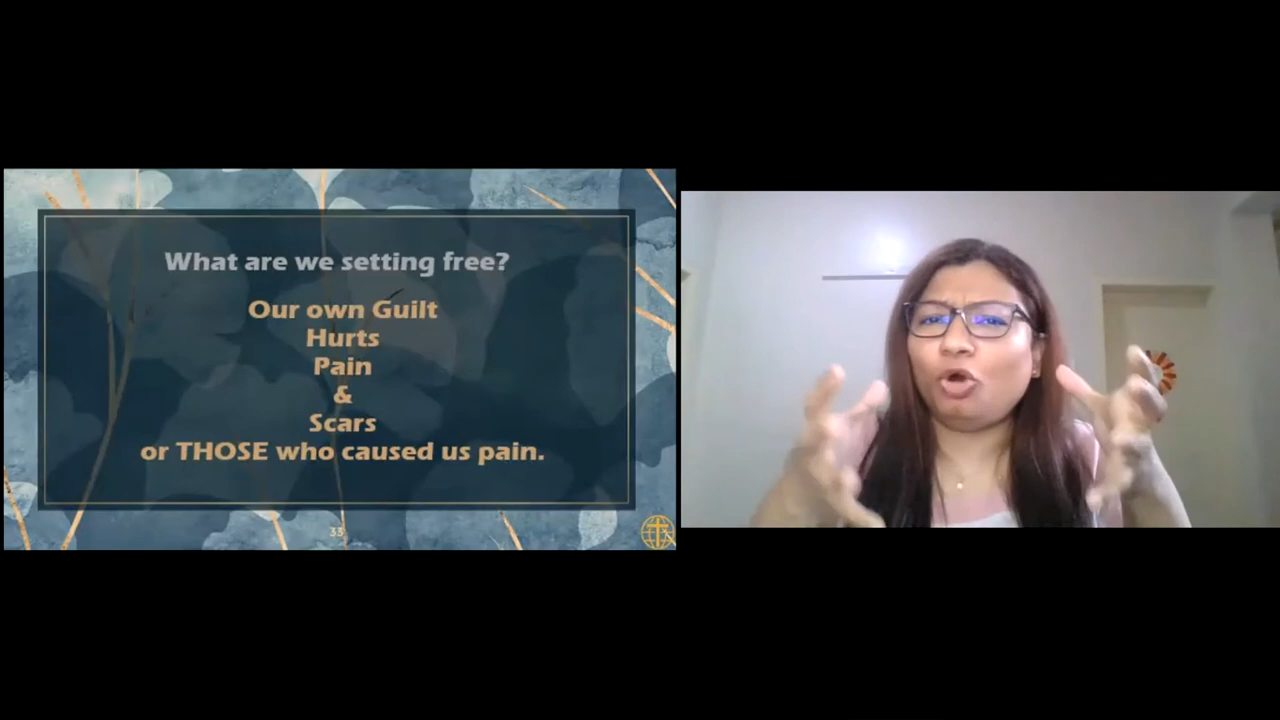 What are we setting free?
Our own Guilt
Hurts
Pain
&
Scars
or THOSE who caused us pain.
33